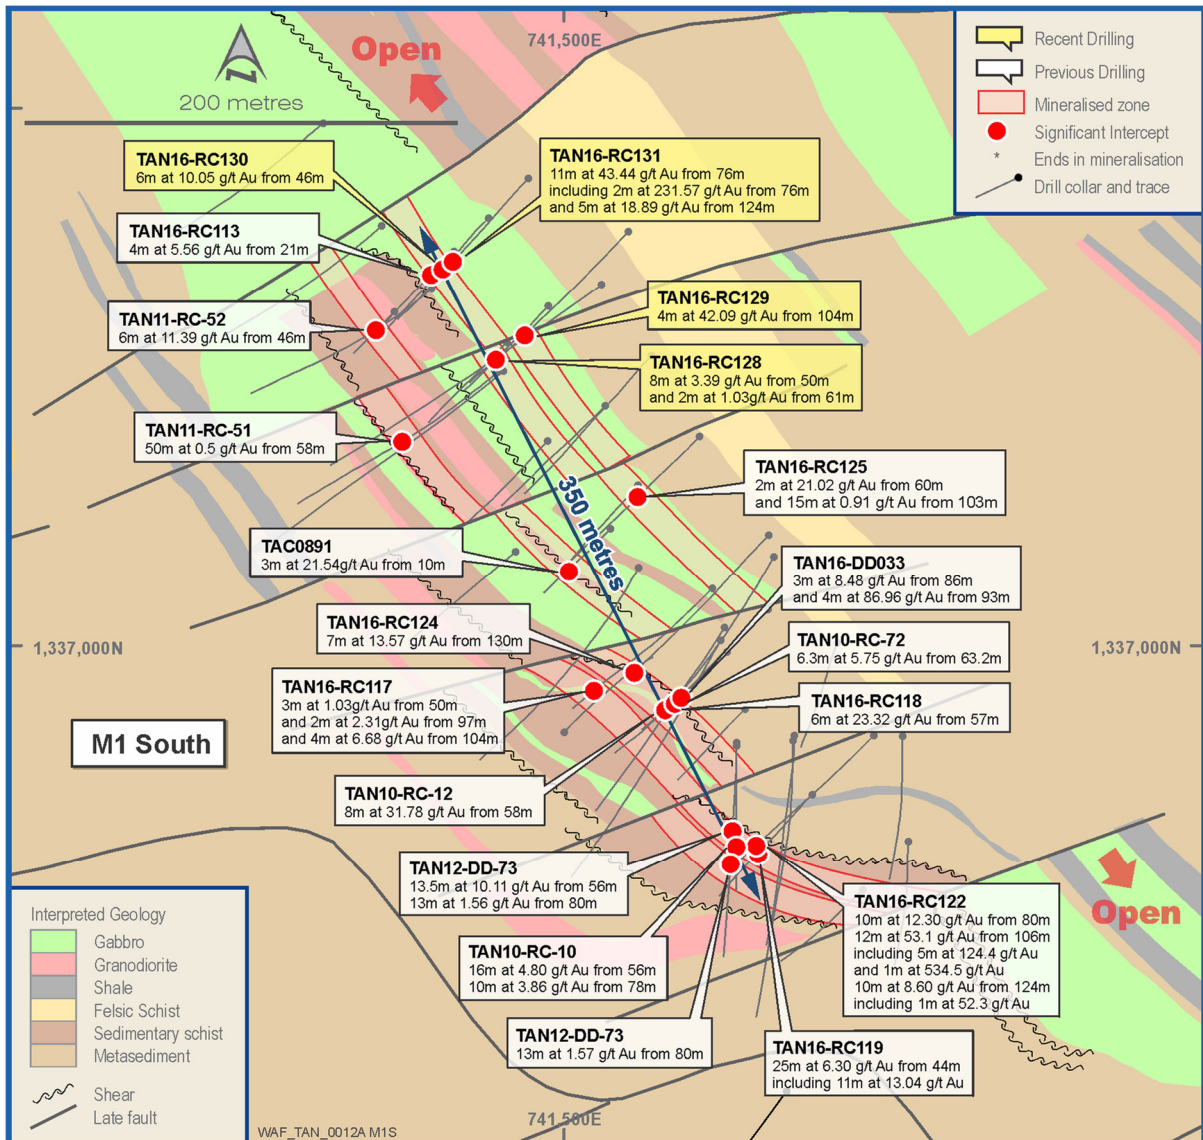 741,500E
Open
200 metres
Recent Drilling
Previous Drilling
Mineralised zone
Significant Intercept
* Ends in mineralisation
Drill collar and trace
TAN16-RC130
6m at 10.05 g/t Au from 46m
TAN16-RC131
11m at 43.44 g/t Au from 76m
including 2m at 231.57 g/t Au from 76m
and 5m at 18.89 g/t Au from 124m
TAN16-RC113
4m at 5.56 g/t Au from 21m
TAN11-RC-52
6m at 11.39 g/t Au from 46m
TAN16-RC129
4m at 42.09 g/t Au from 104m
TAN16-RC128
8m at 3.39 g/t Au from 50m
and 2m at 1.03g/t Au from 61m
TAN11-RC-51
50m at 0.5 g/t Au from 58m
TAN16-RC125
2m at 21.02 g/t Au from 60m
and 15m at 0.91 g/t Au from 103m
350 metres
TAC0891
3m at 21.54g/t Au from 10m
TAN16-DD033
3m at 8.48 g/t Au from 86m
and 4m at 86.96 g/t Au from 93m
TAN16-RC124
7m at 13.57 g/t Au from 130m
TAN10-RC-72
6.3m at 5.75 g/t Au from 63.2m
1,337,000N
1,337,000N
TAN16-RC117
3m at 1.03g/t Au from 50m
and 2m at 2.31g/t Au from 97m
and 4m at 6.68 g/t Au from 104m
TAN16-RC118
6m at 23.32 g/t Au from 57m
M1 South
TAN10-RC-12
8m at 31.78 g/t Au from 58m
TAN12-DD-73
13.5m at 10.11 g/t Au from 56m
13m at 1.56 g/t Au from 80m
Open
TAN16-RC122
10m at 12.30 g/t Au from 80m
12m at 53.1 g/t Au from 106m
including 5m at 124.4 g/t Au
and 1m at 534.5 g/t Au
10m at 8.60 g/t Au from 124m
including 1m at 52.3 g/t Au
TAN10-RC-10
16m at 4.80 g/t Au from 56m
10m at 3.86 g/t Au from 78m
TAN12-DD-73
13m at 1.57 g/t Au from 80m
TAN16-RC119
25m at 6.30 g/t Au from 44m
including 11m at 13.04 g/t Au
Interpreted Geology
Gabbro
Granodiorite
Shale
Felsic Schist
Sedimentary schist
Metasediment
Shear
Late fault
741,500E
WAF_TAN_0012A M1S